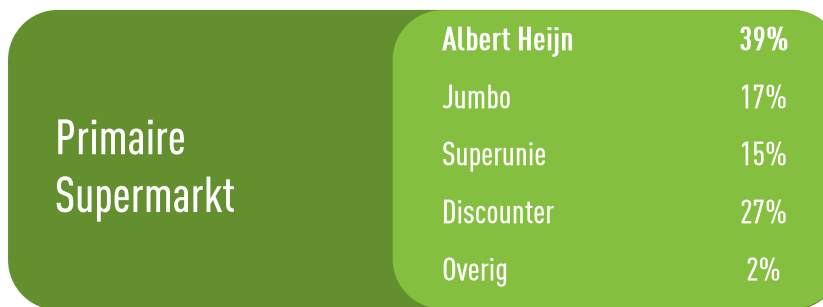 Primaire
Supermarkt
Albert Heijn 39%
Jumbo 17%
Superunie 15%
Discounter 27%
Overig 2%